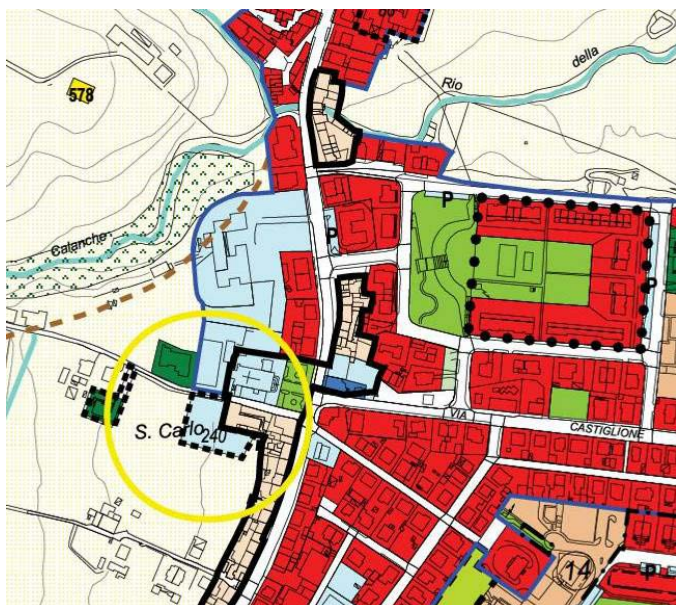 della
Rio
578
P
Calanche
P
P
VIA
CASTIGLIONE
S. Carlo
240
14
P